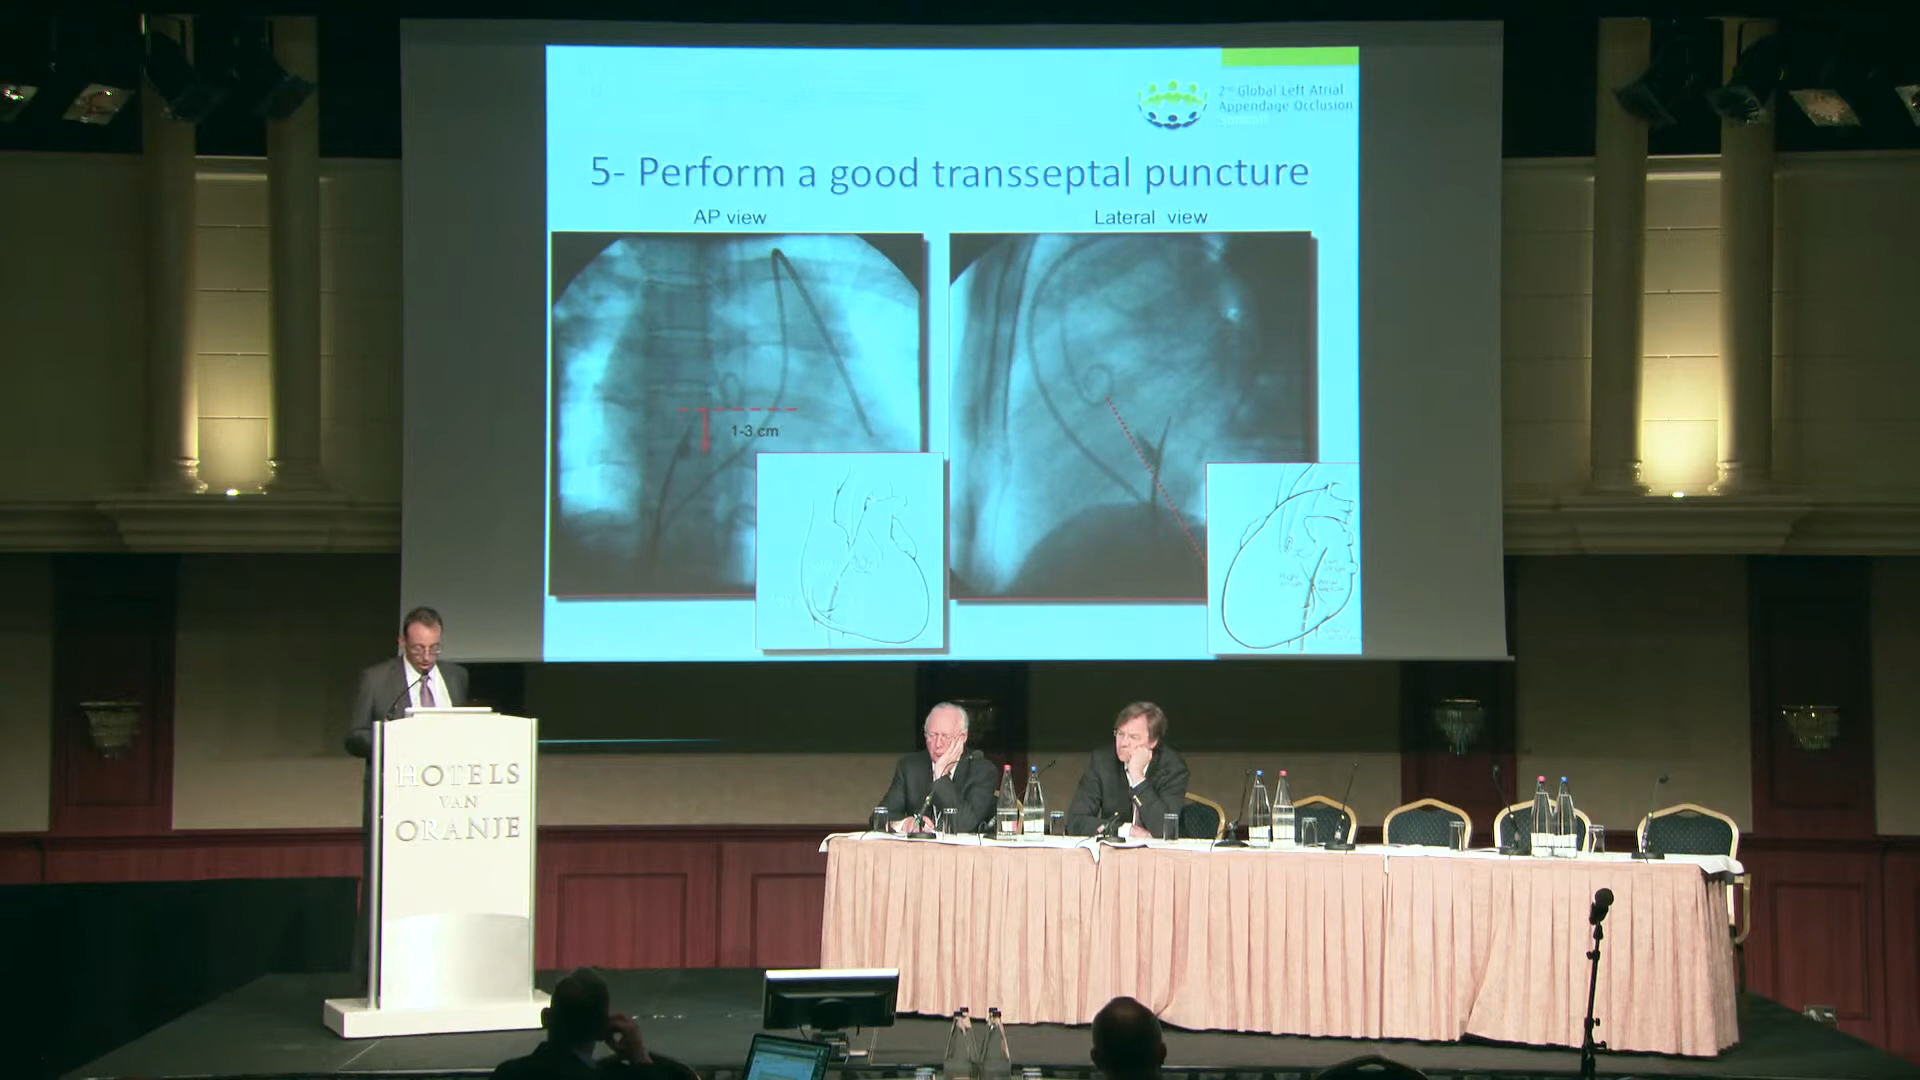 2nd Global Left Atrial
Appendage Occlusion
Summit
5- Perform a good transseptal puncture
AP view
Lateral view
1-3 cm
HOTELS
VAN
ORANJE